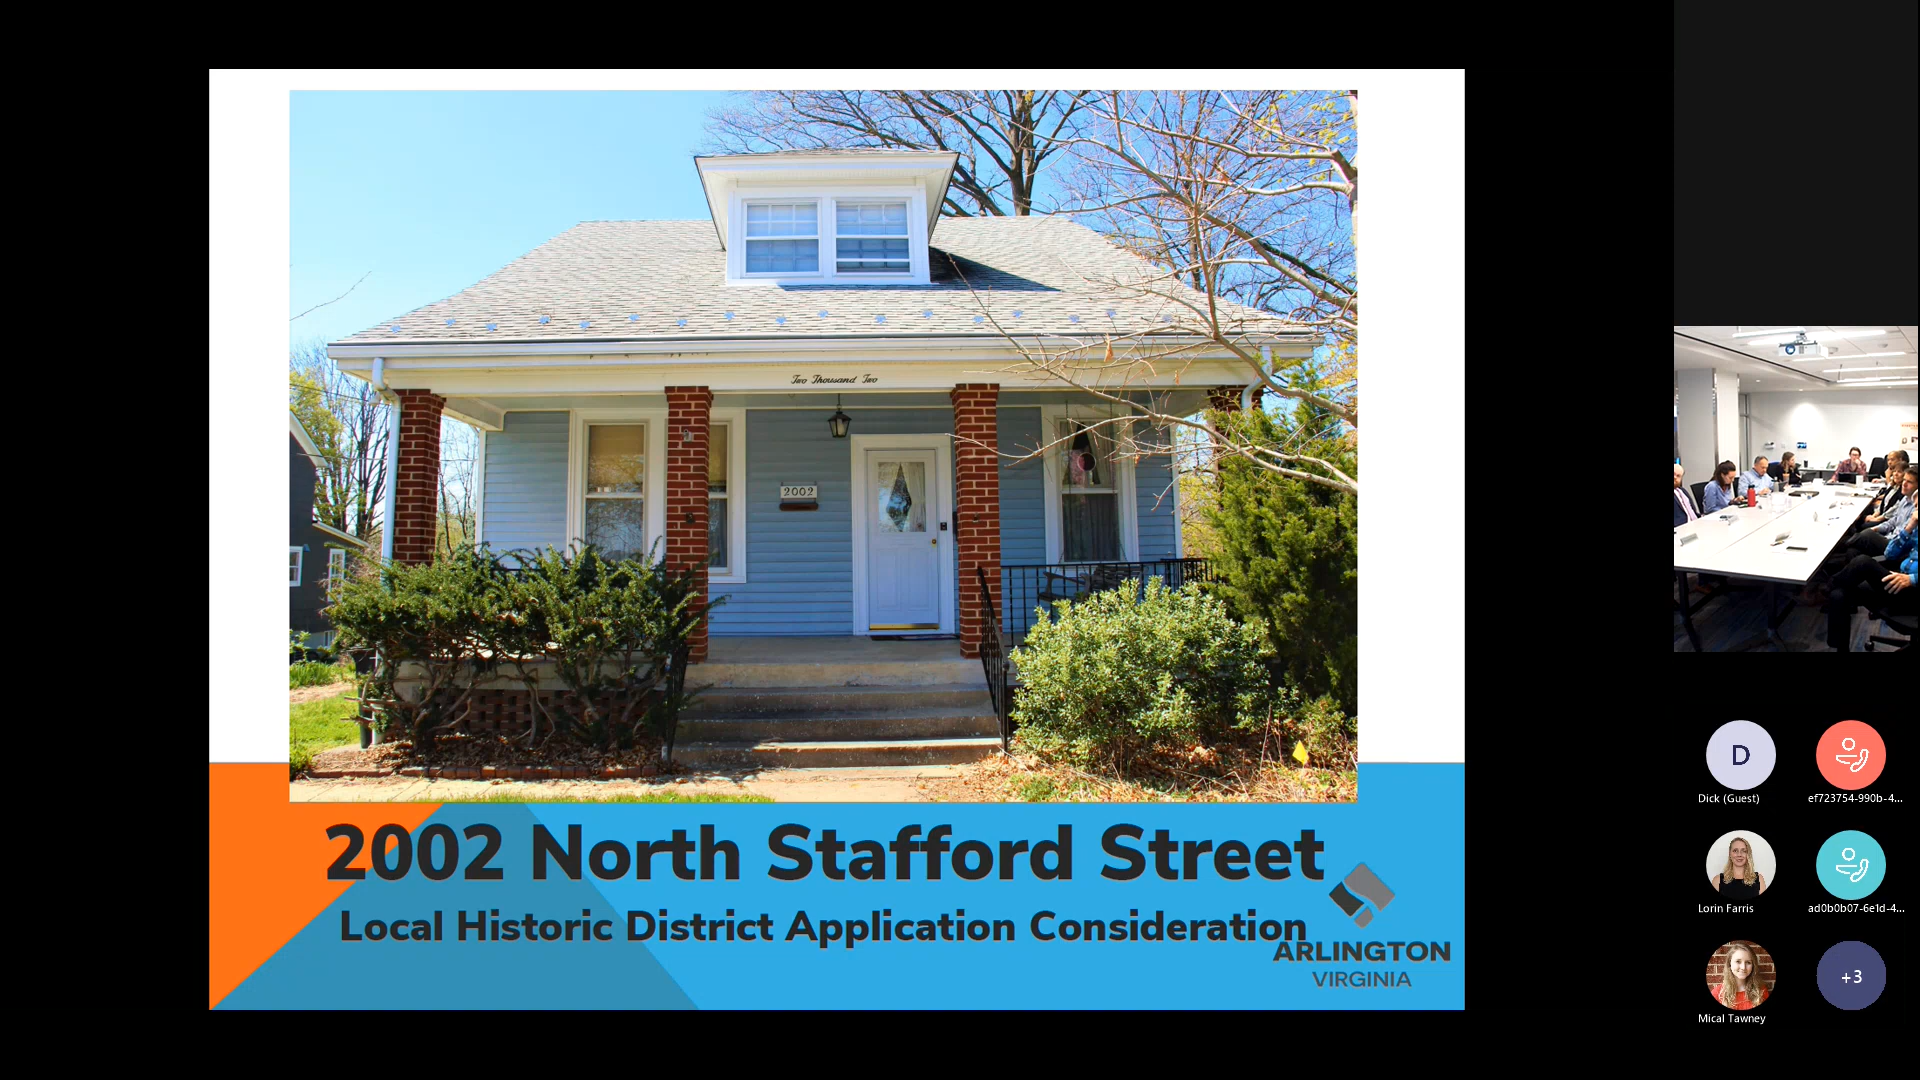 Two Thousand Two
2002
2002 North Stafford Street
Local Historic District Application Consideration
ARLINGTON
VIRGINIA
D
Dick (Guest)
ef723754-990b-4...
Lorin Farris
ad0b0b07-6e1d-4...
Mical Tawney
+3